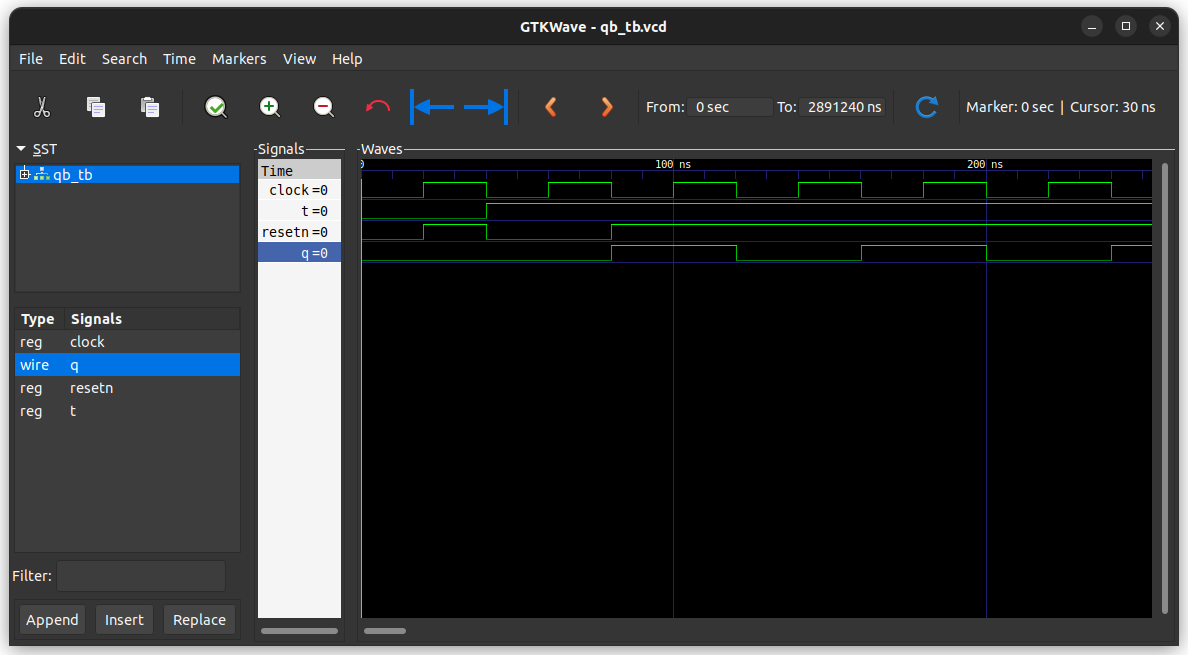 GTKWave - qb_tb.vcd
File Edit Search Time Markers View Help
From: 0 sec To: 2891240 ns Marker: 0 sec | Cursor: 30 ns
SST
qb_tb
Type Signals
reg clock
wire q
reg resetn
reg t
Filter:
Append Insert Replace
Signals
Time
clock=0
t=0
resetn=0
q=0
Waves
0 100 ns 200 ns